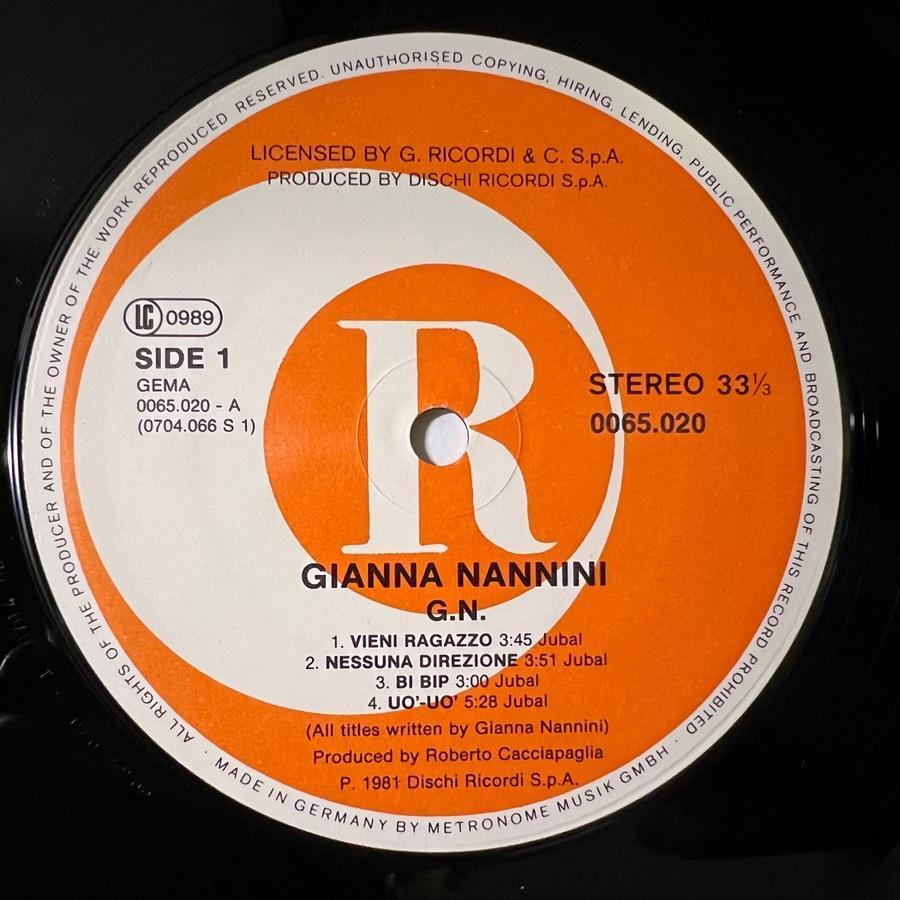 ALL RIGHTS OF THE PRODUCER AND OF THE OWNER OF THE WORK REPRODUCED RESERVED. UNAUTHORISED COPYING, HIRING, LENDING, PUBLIC PERFORMANCE AND BROADCASTING OF THIS RECORD PROHIBITED ·
LICENSED BY G. RICORDI & C. S.p.A.
PRODUCED BY DISCHI RICORDI S.p.A.
LC 0989
SIDE 1
GEMA
0065.020 - A
(0704.066 S 1)
R
STEREO 33⅓
0065.020
GIANNA NANNINI
G.N.
1. VIENI RAGAZZO 3:45 Jubal
2. NESSUNA DIREZIONE 3:51 Jubal
3. BI BIP 3:00 Jubal
4. UO'-UO' 5:28 Jubal
(All titles written by Gianna Nannini)
Produced by Roberto Cacciapaglia
P. 1981 Dischi Ricordi S.p.A.
· MADE IN GERMANY BY METRONOME MUSIK GMBH ·